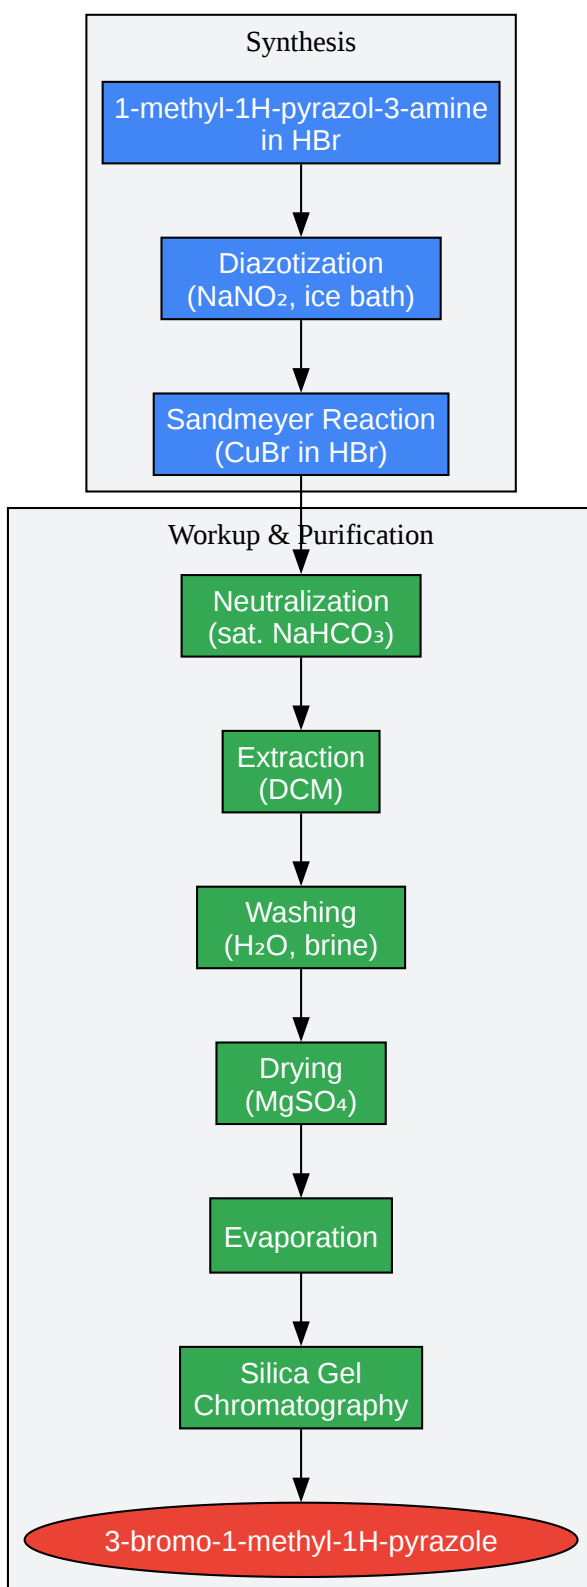 Synthesis
1-methyl-1H-pyrazol-3-amine
in HBr
Diazotization
(NaNO₂, ice bath)
Sandmeyer Reaction
(CuBr in HBr)
Workup & Purification
Neutralization
(sat. NaHCO₃)
Extraction
(DCM)
Washing
(H₂O, brine)
Drying
(MgSO₄)
Evaporation
Silica Gel
Chromatography
3-bromo-1-methyl-1H-pyrazole